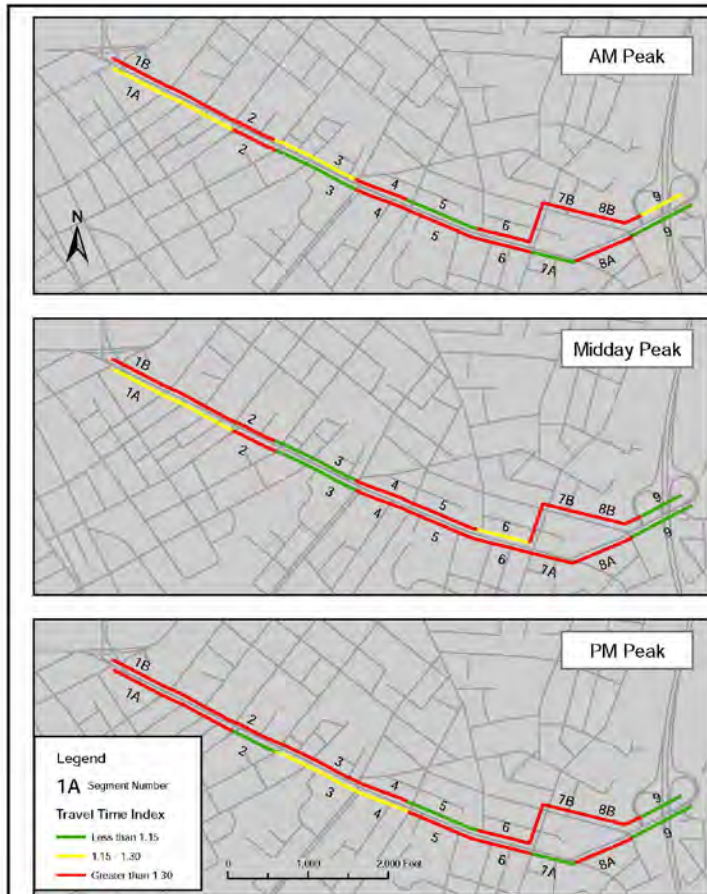 AM Peak
1B
1A
2
2
3
3
4
4
5
5
6
6
7B
8B
9
9
7A
8A
N
Midday Peak
1B
1A
2
2
3
3
4
4
5
5
6
6
7B
8B
9
9
7A
8A
PM Peak
1B
1A
2
2
3
3
4
4
5
5
6
6
7B
8B
9
9
7A
8A
Legend
1A Segment Number
Travel Time Index
Less than 1.15
1.15 - 1.30
Greater than 1.30
0 1,000 2,000 Feet